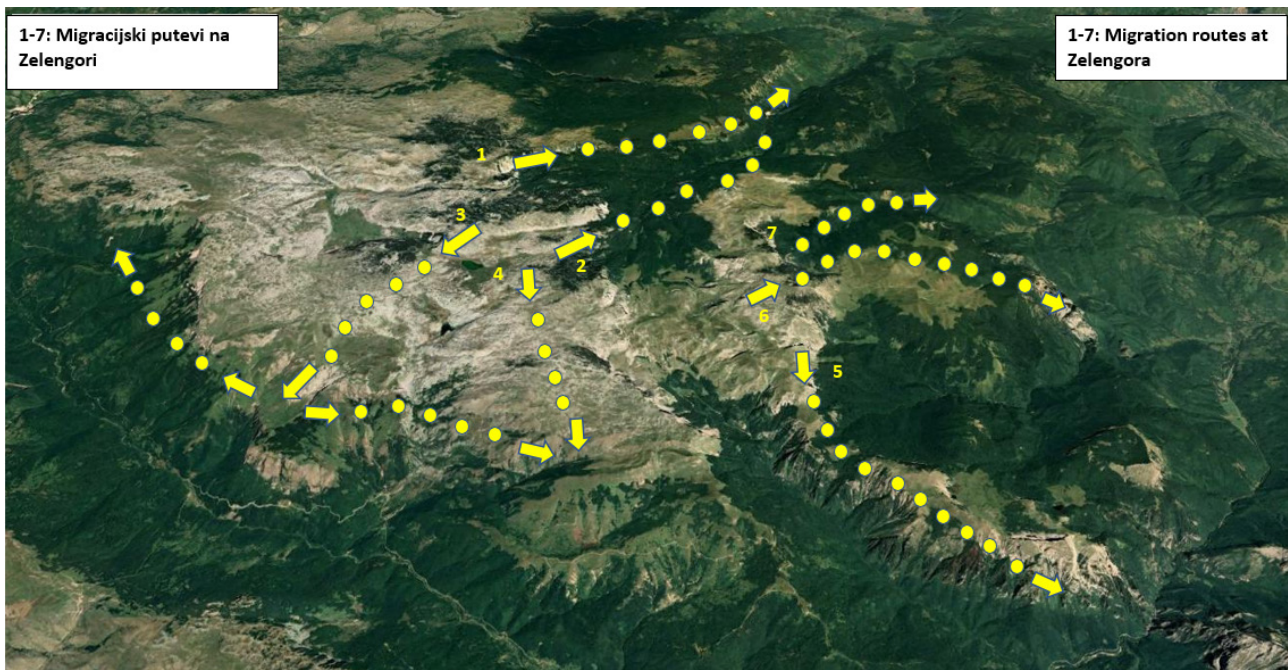 1-7: Migracijski putevi na
Zelengori
1-7: Migration routes at
Zelengora
1
3
2
4
7
6
5